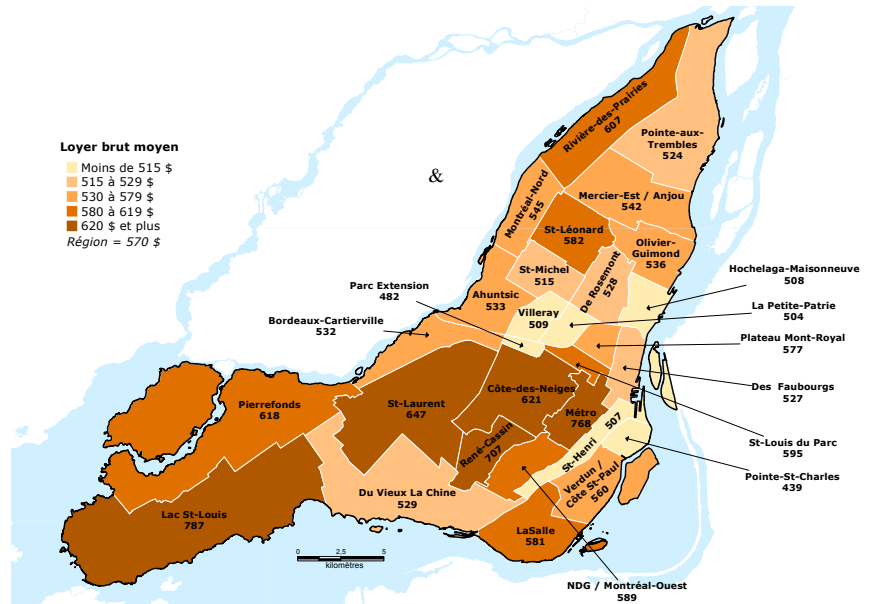 Loyer brut moyen
Moins de 515 $
515 à 529 $
530 à 579 $
580 à 619 $
620 $ et plus
Région = 570 $
&
Rivière-des-Prairies
607
Pointe-aux-
Trembles
524
Montréal-Nord
545
Mercier-Est / Anjou
542
St-Léonard
582
Olivier-
Guimond
536
St-Michel
515
De Rosemont
528
Hochelaga-Maisonneuve
508
Parc Extension
482
Ahuntsic
533
Villeray
509
La Petite-Patrie
504
Bordeaux-Cartierville
532
Plateau Mont-Royal
577
Pierrefonds
618
St-Laurent
647
Côte-des-Neiges
621
Des Faubourgs
527
Métro
768
St-Henri 507
René-Cassin
707
St-Louis du Parc
595
Verdun /
Côte St-Paul
560
Pointe-St-Charles
439
Du Vieux La Chine
529
Lac St-Louis
787
LaSalle
581
0 2,5 5
kilomètres
NDG / Montréal-Ouest
589